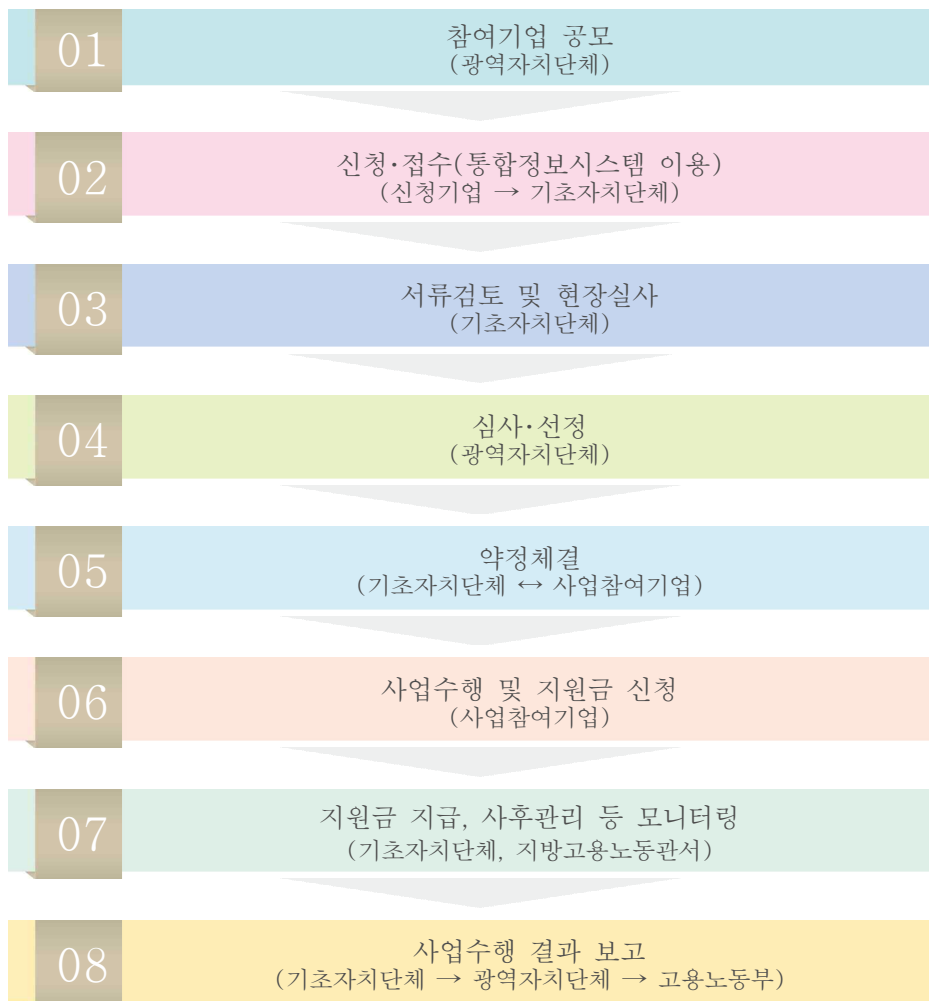 01
참여기업 공모
(광역자치단체)
02
신청·접수(통합정보시스템 이용)
(신청기업 → 기초자치단체)
03
서류검토 및 현장실사
(기초자치단체)
04
심사·선정
(광역자치단체)
05
약정체결
(기초자치단체 ↔ 사업참여기업)
06
사업수행 및 지원금 신청
(사업참여기업)
07
지원금 지급, 사후관리 등 모니터링
(기초자치단체, 지방고용노동관서)
08
사업수행 결과 보고
(기초자치단체 → 광역자치단체 → 고용노동부)